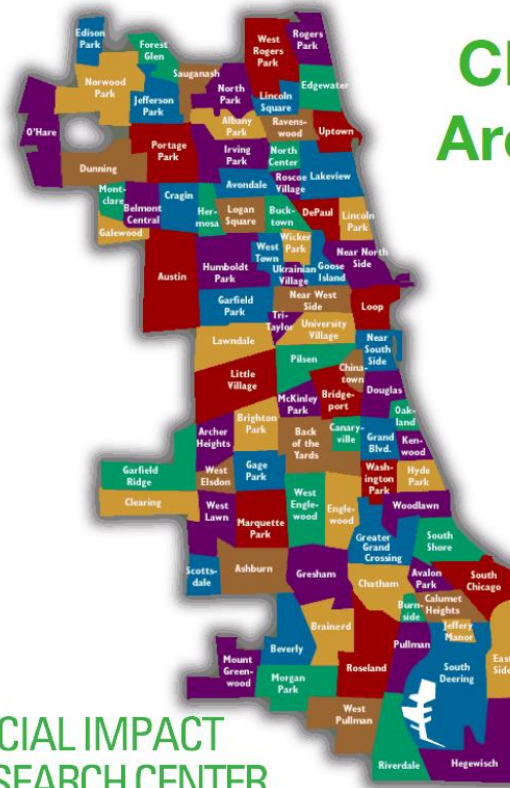 Edison
Park
Forest
Glen
West
Rogers
Park
Rogers
Park
Sauganash
Norwood
Park
North
Park
Lincoln
Square
Edgewater
Jefferson
Park
Albany
Park
Ravens-
wood
Uptown
O'Hare
Portage
Park
Irving
Park
North
Center
Dunning
Roscoe
Village
Lakeview
Avondale
Mont-
clare
Belmont
Central
Cragin
Her-
mosa
Logan
Square
Buck-
town
DePaul
Lincoln
Park
Galewood
Wicker
Park
West
Town
Near North
Side
Austin
Humboldt
Park
Ukrainian
Village
Goose
Island
Garfield
Park
Near West
Side
Loop
Tri-
Taylor
University
Village
Lawndale
Near
South
Side
Pilsen
China-
town
Little
Village
McKinley
Park
Bridge-
port
Douglas
Oak-
land
Archer
Heights
Brighton
Park
Back
of the
Yards
Canary-
ville
Grand
Blvd.
Ken-
wood
Garfield
Ridge
West
Elsdon
Gage
Park
Wash-
ington
Park
Hyde
Park
Clearing
West
Lawn
Marquette
Park
West
Engle-
wood
Engle-
wood
Woodlawn
Greater
Grand
Crossing
South
Shore
Scotts-
dale
Ashburn
Gresham
Chatham
Avalon
Park
South
Chicago
Burn-
side
Calumet
Heights
Brainerd
Jeffery
Manor
Beverly
Pullman
East
Side
Mount
Green-
wood
Morgan
Park
Roseland
South
Deering
West
Pullman
Riverdale
Hegewisch